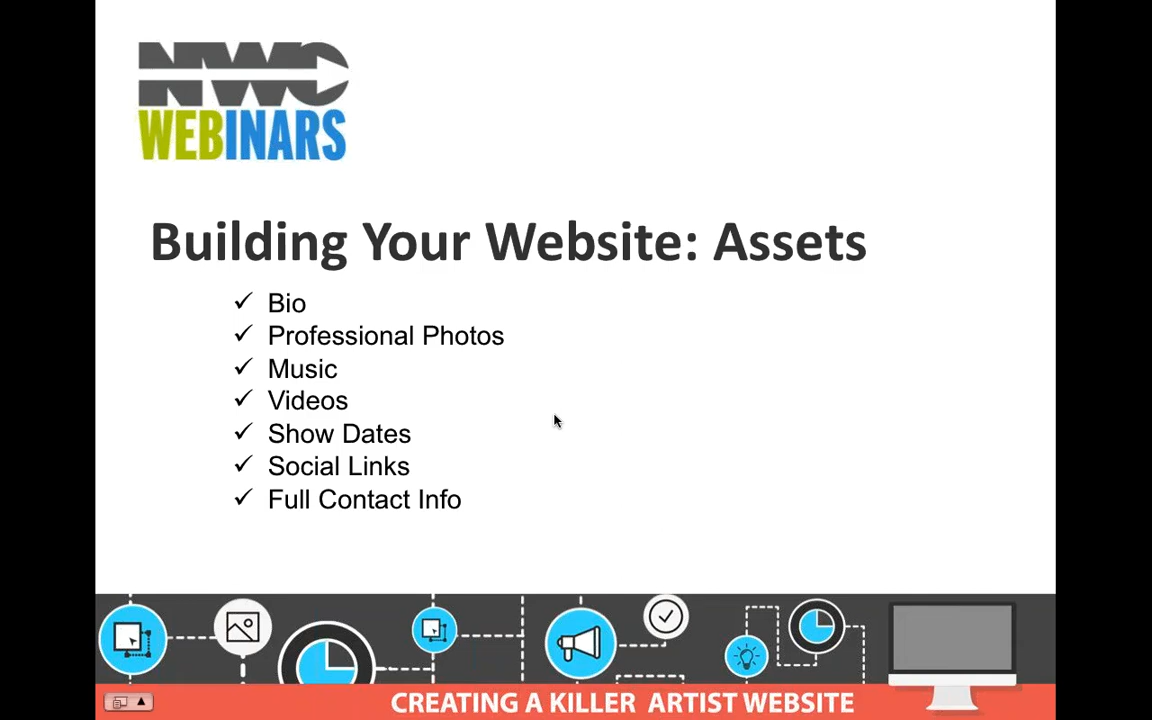 NWC
WEBINARS
Building Your Website: Assets
✓ Bio
✓ Professional Photos
✓ Music
✓ Videos
✓ Show Dates
✓ Social Links
✓ Full Contact Info
CREATING A KILLER ARTIST WEBSITE